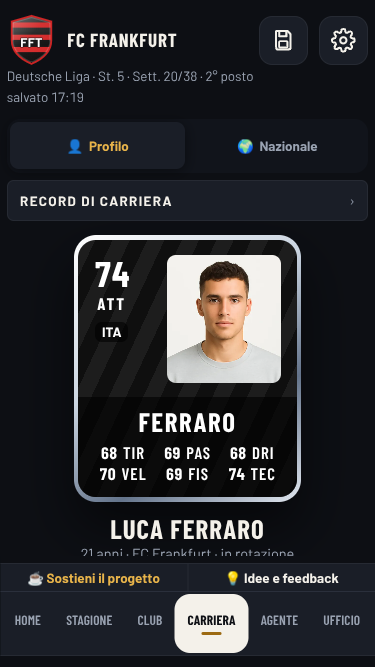 FFT
FC FRANKFURT
Deutsche Liga · St. 5 · Sett. 20/38 · 2° posto
salvato 17:19
Profilo
Nazionale
RECORD DI CARRIERA
74
ATT
ITA
FERRARO
68 TIR 69 PAS 68 DRI
70 VEL 69 FIS 74 TEC
LUCA FERRARO
21 anni · FC Frankfurt · in rotazione
Sostieni il progetto
Idee e feedback
HOME STAGIONE CLUB CARRIERA AGENTE UFFICIO